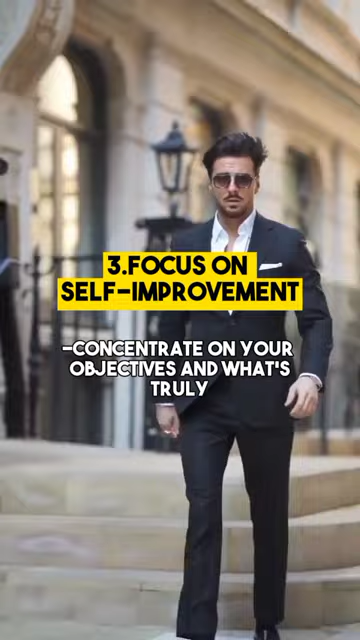 3.FOCUS ON
SELF-IMPROVEMENT
-CONCENTRATE ON YOUR
OBJECTIVES AND WHAT'S
TRULY